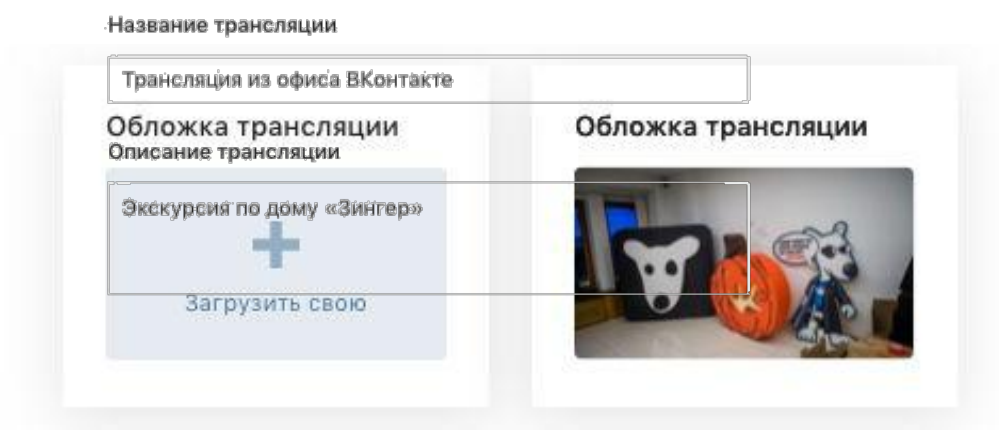 Название трансляции
Трансляция из офиса ВКонтакте
Обложка трансляции
Обложка трансляции
Описание трансляции
Экскурсия по дому «Зингер»
Загрузить свою